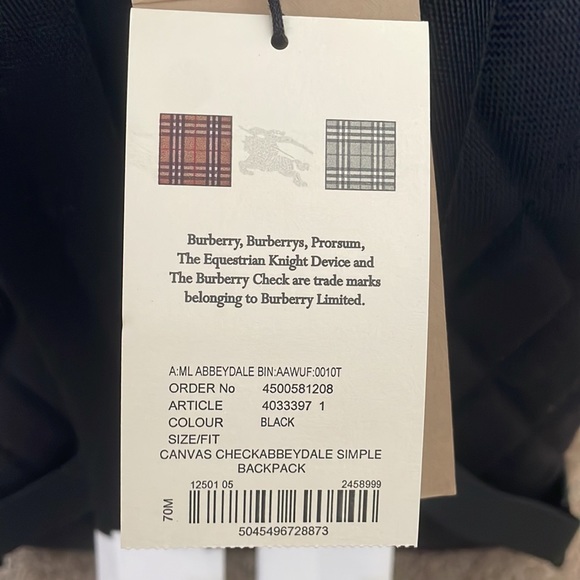 Burberry, Burberrys, Prorsum,
The Equestrian Knight Device and
The Burberry Check are trade marks
belonging to Burberry Limited.
A:ML ABBEYDALE BIN:AAWUF:0010T
ORDER No 4500581208
ARTICLE 4033397 1
COLOUR BLACK
SIZE/FIT
CANVAS CHECKABBEYDALE SIMPLE
BACKPACK
12501 05 2458999
70M
5045496728873